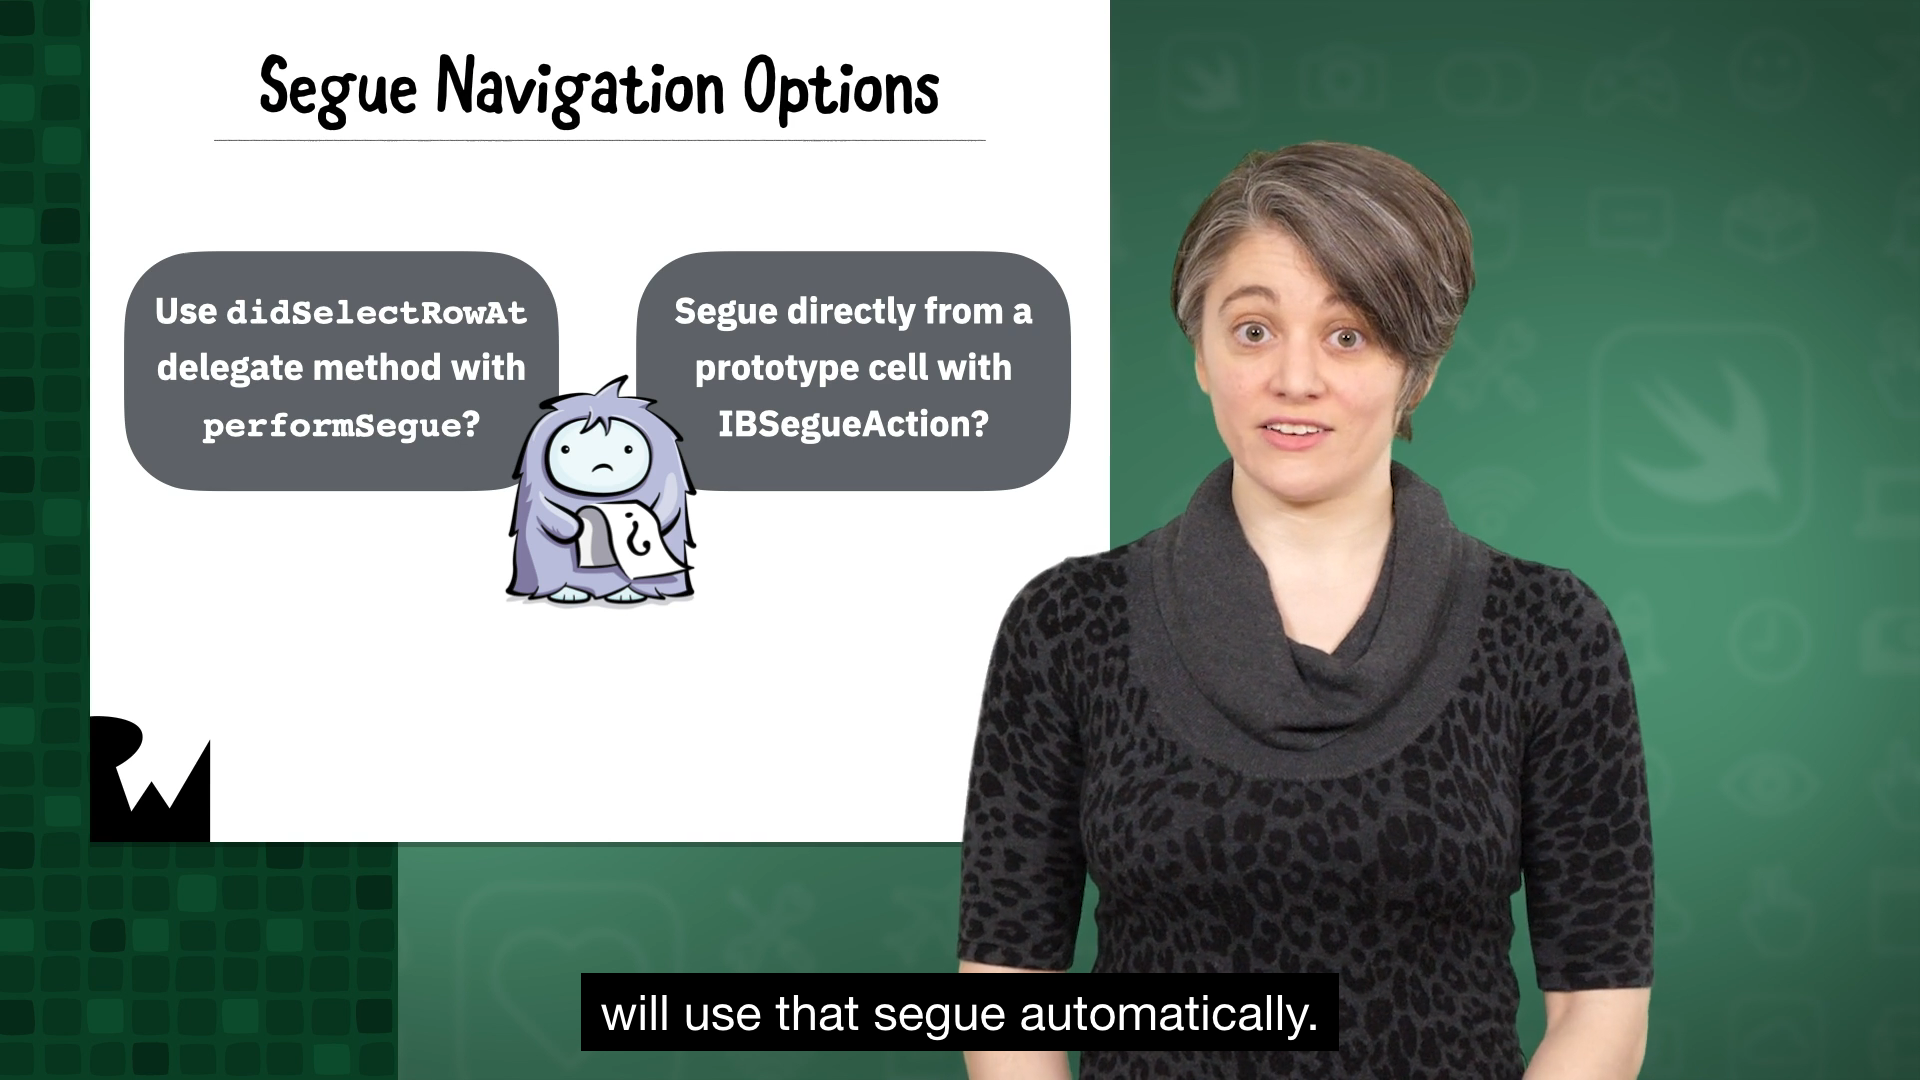 Segue Navigation Options
Use didSelectRowAt
delegate method with
performSegue?
Segue directly from a
prototype cell with
IBSegueAction?
?
RW
will use that segue automatically.